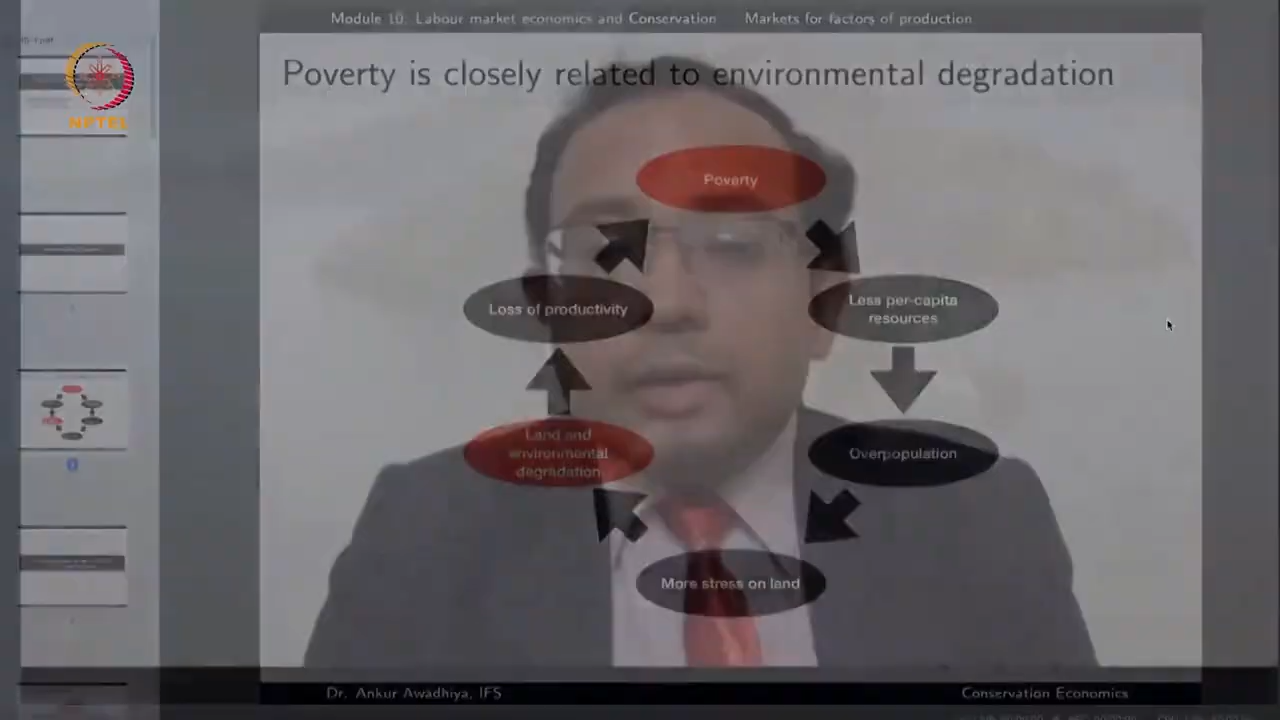 Module 10. Labour market economics and Conservation Markets for factors of production
NPTEL
Poverty is closely related to environmental degradation
Poverty
Loss of productivity
Less per-capita
resources
Land and
environmental
degradation
Overpopulation
More stress on land
Dr. Ankur Awadhiya, IFS
Conservation Economics